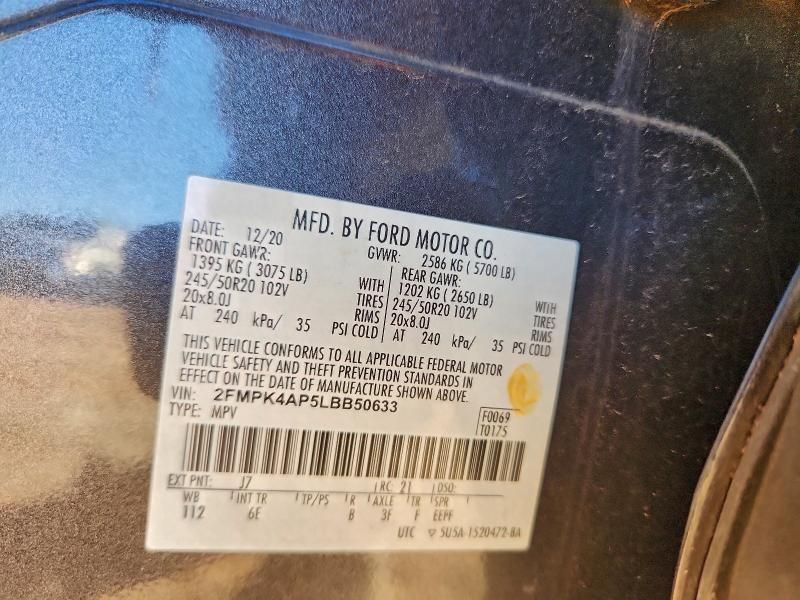 MFD. BY FORD MOTOR CO.
DATE: 12/20 GVWR: 2586 KG ( 5700 LB)
FRONT GAWR: REAR GAWR:
1395 KG ( 3075 LB) WITH 1202 KG ( 2650 LB) WITH
245/50R20 102V TIRES 245/50R20 102V TIRES
20x8.0J RIMS 20x8.0J RIMS
AT 240 kPa/ 35 PSI COLD AT 240 kPa/ 35 PSI COLD
THIS VEHICLE CONFORMS TO ALL APPLICABLE FEDERAL MOTOR
VEHICLE SAFETY AND THEFT PREVENTION STANDARDS IN
EFFECT ON THE DATE OF MANUFACTURE SHOWN ABOVE.
VIN: 2FMPK4AP5LBB50633
TYPE: MPV
F0069
T0175
EXT PNT: J7 RC: 21 DSO:
WB INT TR TP/PS R AXLE TR SPR
112 6E B 3F F EEPF
UTC ▽ 5U5A-1520472-BA